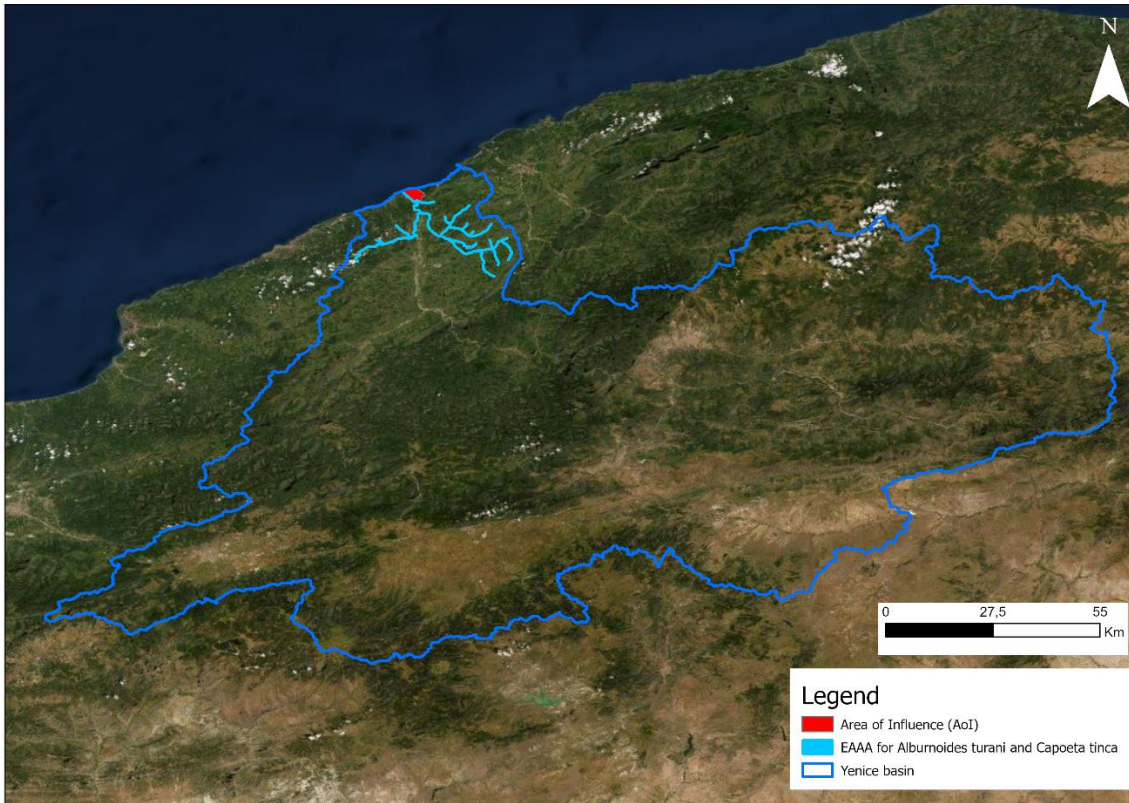 N
0 27,5 55
Km
Legend
Area of Influence (AoI)
EAAA for Alburnoides turani and Capoeta tinca
Yenice basin